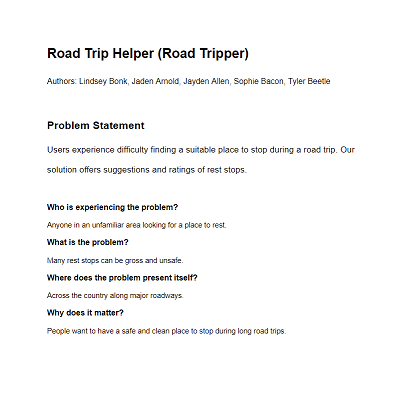 Road Trip Helper (Road Tripper)
Authors: Lindsey Bonk, Jaden Arnold, Jayden Allen, Sophie Bacon, Tyler Beetle
Problem Statement
Users experience difficulty finding a suitable place to stop during a road trip. Our
solution offers suggestions and ratings of rest stops.
Who is experiencing the problem?
Anyone in an unfamiliar area looking for a place to rest.
What is the problem?
Many rest stops can be gross and unsafe.
Where does the problem present itself?
Across the country along major roadways.
Why does it matter?
People want to have a safe and clean place to stop during long road trips.